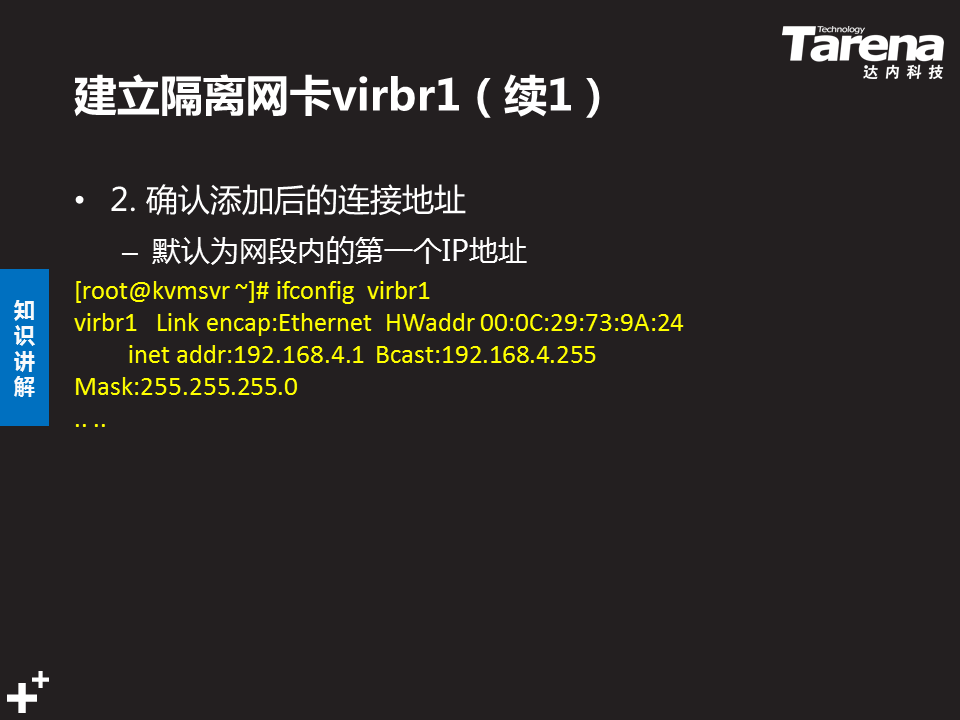 Technology
Tarena
达内科技
建立隔离网卡virbr1（续1）
• 2. 确认添加后的连接地址
– 默认为网段内的第一个IP地址
[root@kvmsvr ~]# ifconfig virbr1
virbr1 Link encap:Ethernet HWaddr 00:0C:29:73:9A:24
inet addr:192.168.4.1 Bcast:192.168.4.255
Mask:255.255.255.0
.. ..
知
识
讲
解